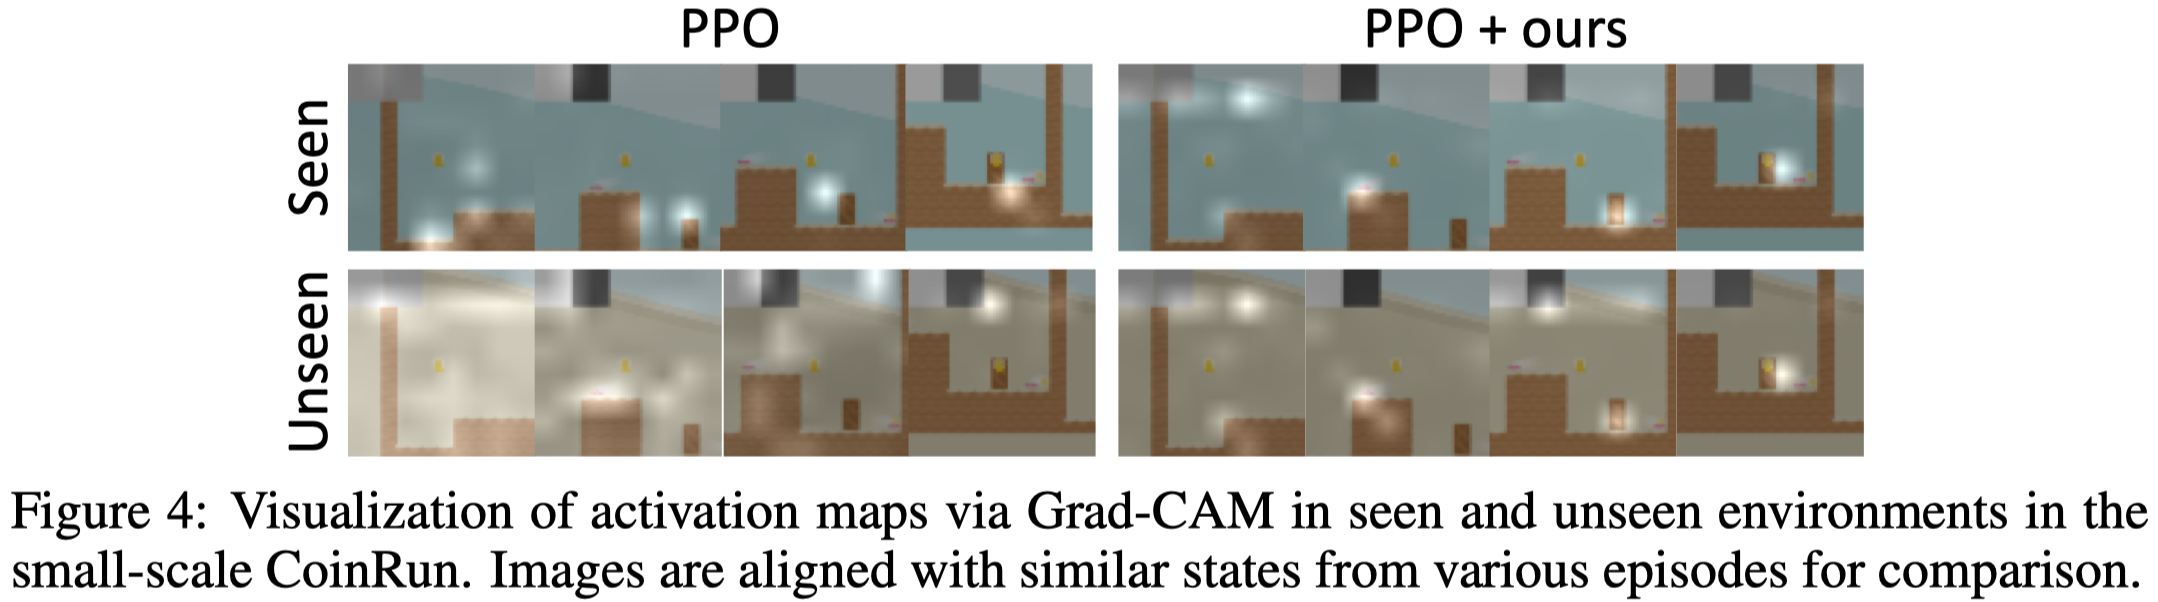 PPO
PPO + ours
Seen
Unseen
Figure 4: Visualization of activation maps via Grad-CAM in seen and unseen environments in the
small-scale CoinRun. Images are aligned with similar states from various episodes for comparison.